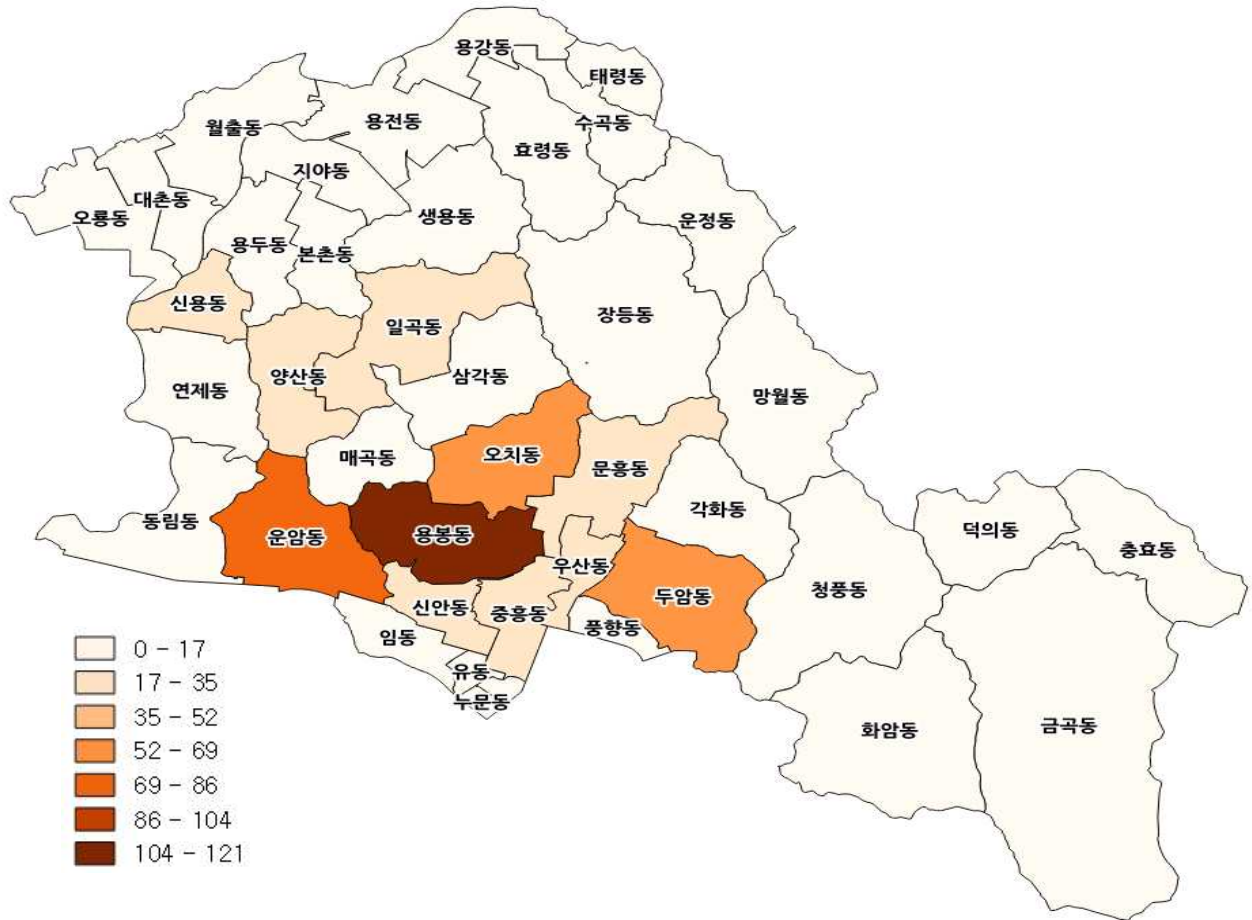 용강동
태령동
월출동
용전동
수곡동
효령동
지야동
대촌동
오룡동
생용동
운정동
용두동
본촌동
신용동
일곡동
장등동
양산동
삼각동
연제동
망월동
매곡동
오치동
문흥동
각화동
동림동
운암동
용봉동
덕의동
충효동
우산동
두암동
청풍동
신안동
중흥동
풍향동
임동
유동
누문동
화암동
금곡동
0 - 17
17 - 35
35 - 52
52 - 69
69 - 86
86 - 104
104 - 121